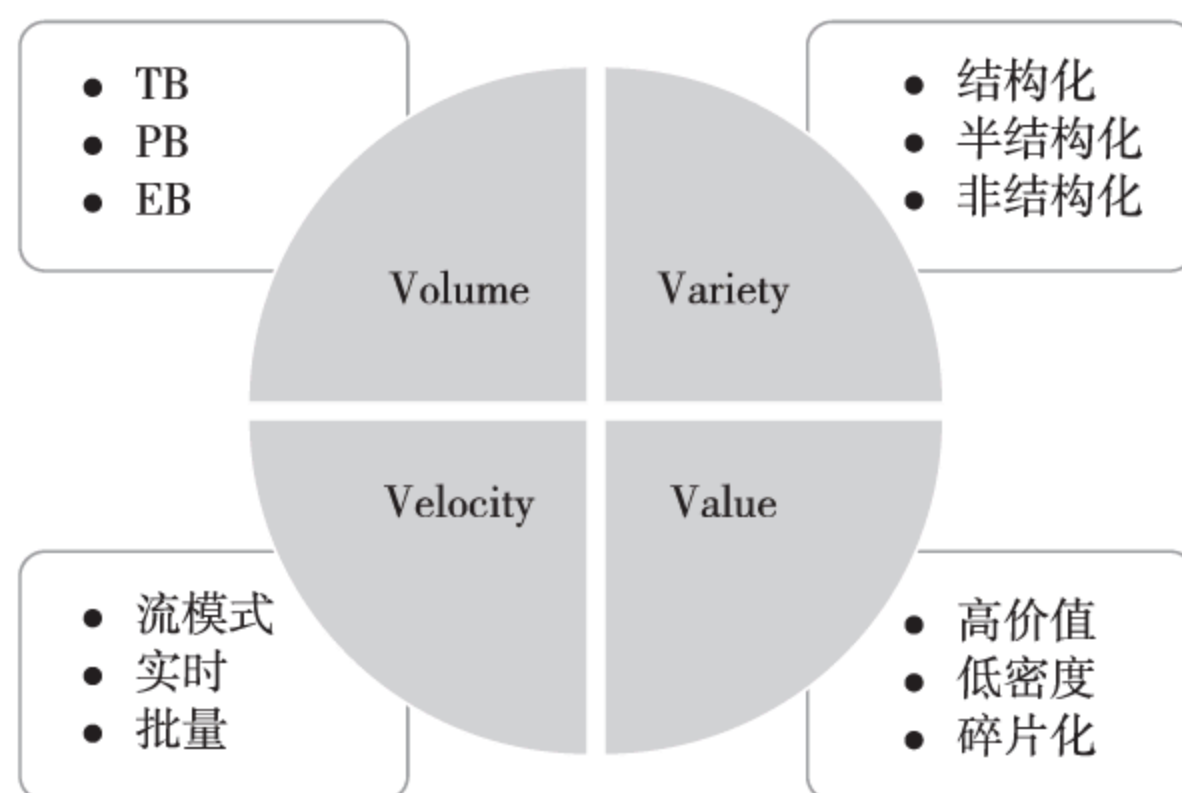 • TB
• PB
• EB
• 结构化
• 半结构化
• 非结构化
Volume
Variety
Velocity
Value
• 流模式
• 实时
• 批量
• 高价值
• 低密度
• 碎片化